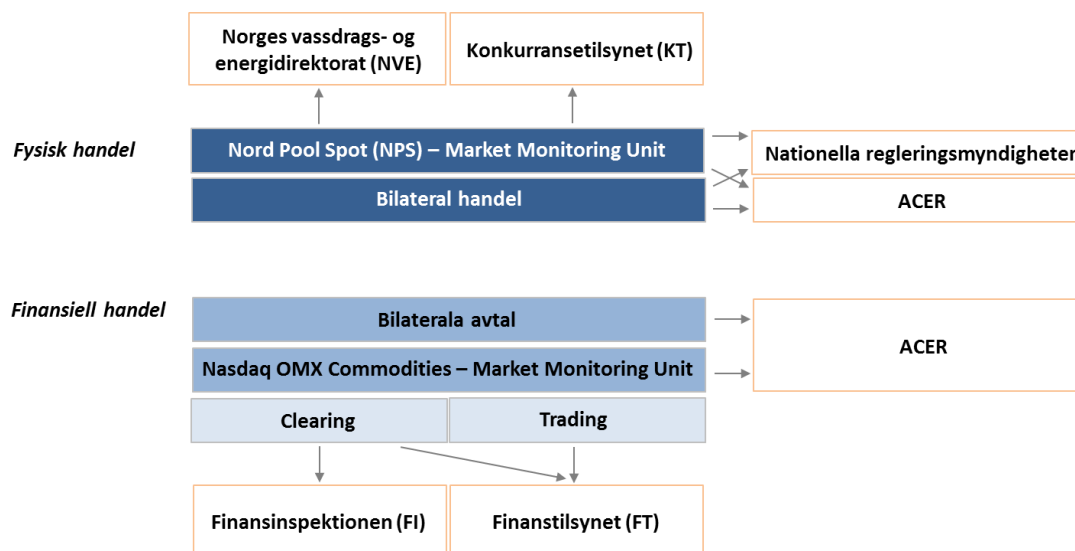 Norges vassdrags- og
energidirektorat (NVE)
Konkurransetilsynet (KT)
Fysisk handel
Nord Pool Spot (NPS) – Market Monitoring Unit
Nationella regleringsmyndigheter
Bilateral handel
ACER
Finansiell handel
Bilaterala avtal
ACER
Nasdaq OMX Commodities – Market Monitoring Unit
Clearing
Trading
Finansinspektionen (FI)
Finanstilsynet (FT)